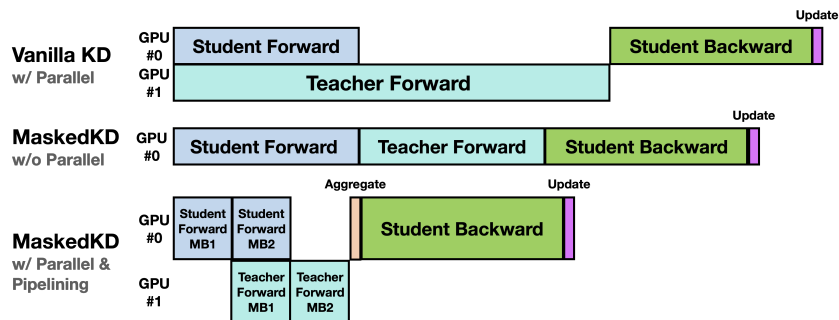 Update
Vanilla KD
w/ Parallel
GPU
#0
Student Forward
Student Backward
GPU
#1
Teacher Forward
Update
MaskedKD
w/o Parallel
GPU
#0
Student Forward
Teacher Forward
Student Backward
Aggregate
Update
MaskedKD
w/ Parallel &
Pipelining
GPU
#0
Student
Forward
MB1
Student
Forward
MB2
Student Backward
GPU
#1
Teacher
Forward
MB1
Teacher
Forward
MB2